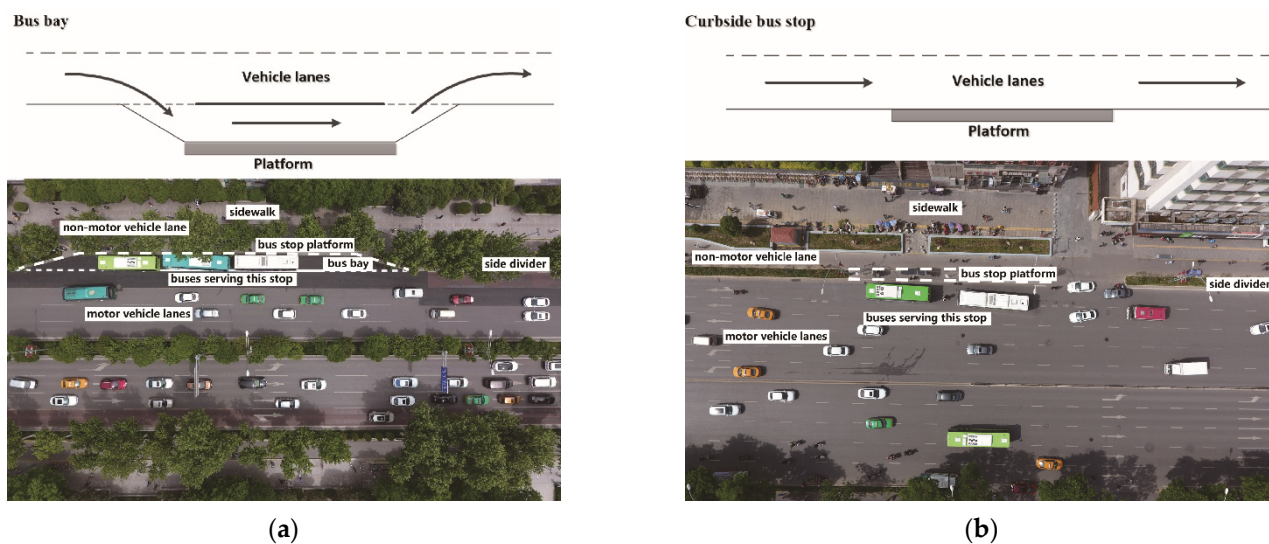 Bus bay
Vehicle lanes
Platform
sidewalk
non-motor vehicle lane
bus stop platform
bus bay
side divider
buses serving this stop
motor vehicle lanes
(a)
Curbside bus stop
Vehicle lanes
Platform
sidewalk
non-motor vehicle lane
bus stop platform
side divider
buses serving this stop
motor vehicle lanes
(b)